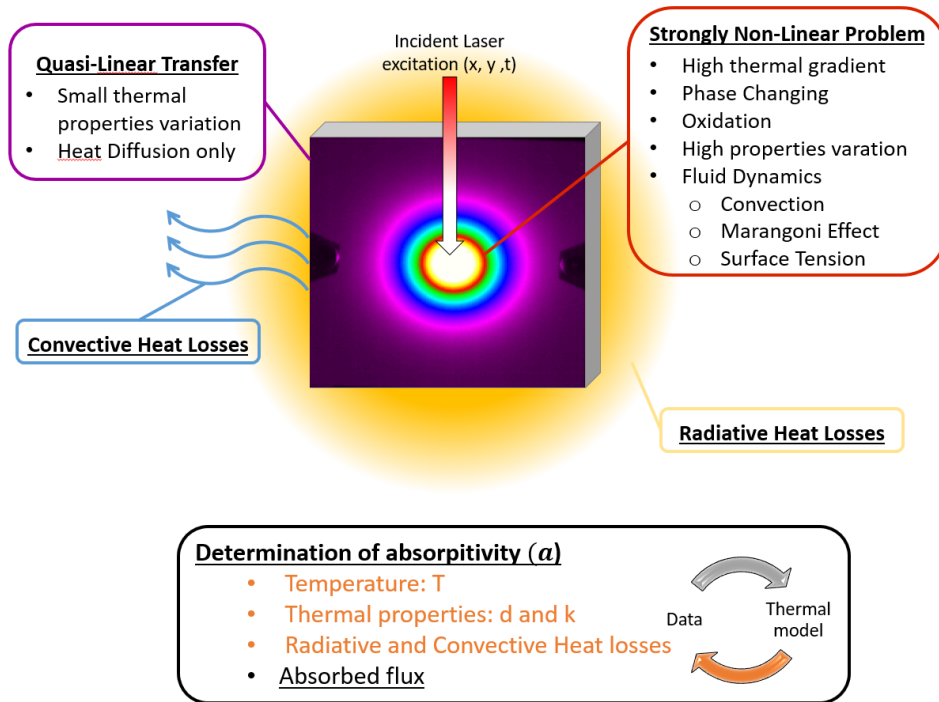 Quasi-Linear Transfer
• Small thermal
properties variation
• Heat Diffusion only
Incident Laser
excitation (x, y ,t)
Strongly Non-Linear Problem
• High thermal gradient
• Phase Changing
• Oxidation
• High properties varation
• Fluid Dynamics
o Convection
o Marangoni Effect
o Surface Tension
Convective Heat Losses
Radiative Heat Losses
Determination of absorpitivity (a)
• Temperature: T
• Thermal properties: d and k
• Radiative and Convective Heat losses
• Absorbed flux
Data
Thermal
model